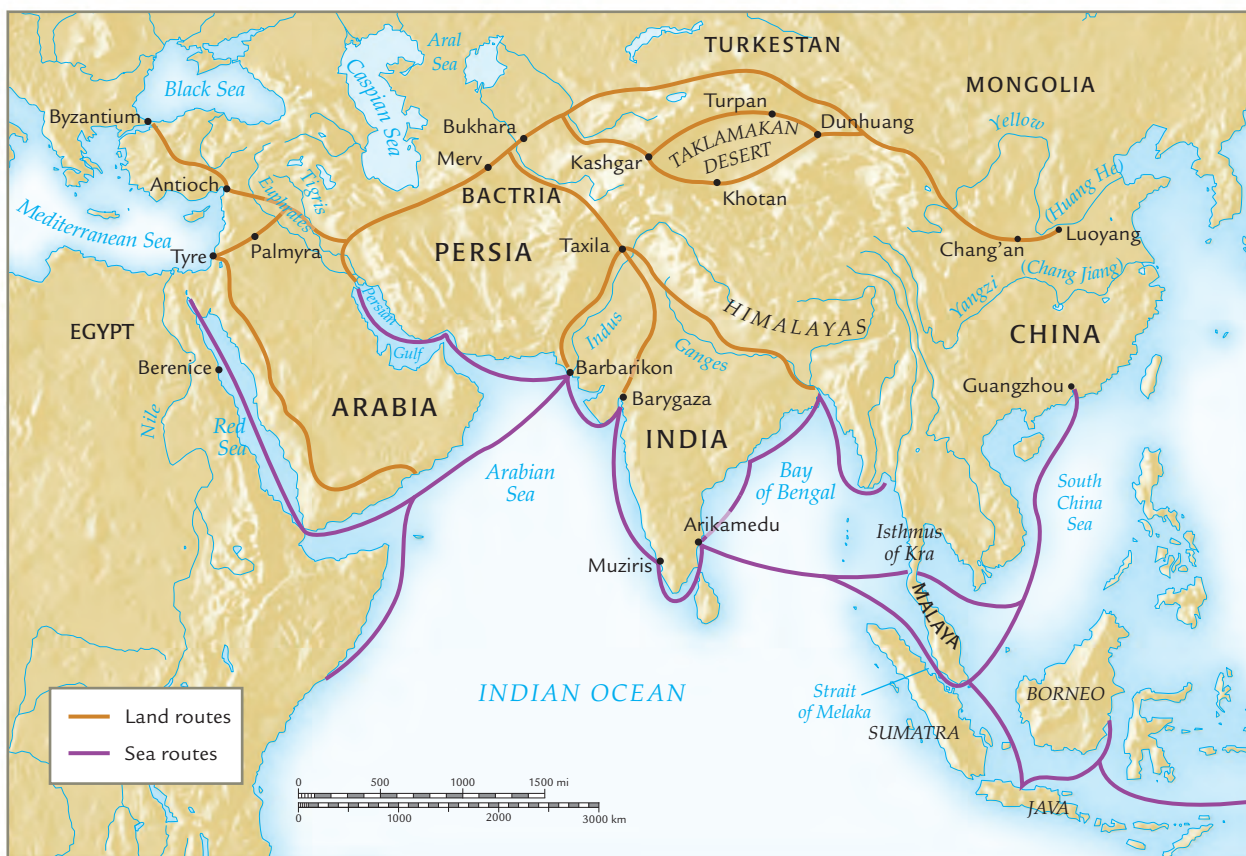 TURKESTAN
MONGOLIA
Aral
Sea
Black Sea
Caspian Sea
Byzantium
Bukhara
Turpan
Dunhuang
Yellow
(Huang He)
Merv
Kashgar
TAKLAMAKAN
DESERT
Antioch
Tigris
Euphrates
BACTRIA
Khotan
Mediterranean Sea
Palmyra
Tyre
PERSIA
Taxila
Chang'an
Luoyang
Yangzi
(Chang Jiang)
EGYPT
Persian
Gulf
Indus
HIMALAYAS
Ganges
CHINA
Berenice
Barbarikon
Guangzhou
Nile
Red
Sea
ARABIA
Barygaza
INDIA
Arabian
Sea
Bay
of Bengal
South
China
Sea
Arikamedu
Isthmus
of Kra
Muziris
MALAYA
INDIAN OCEAN
Strait
of Melaka
SUMATRA
BORNEO
JAVA
Land routes
Sea routes
0 500 1000 1500 mi
0 1000 2000 3000 km